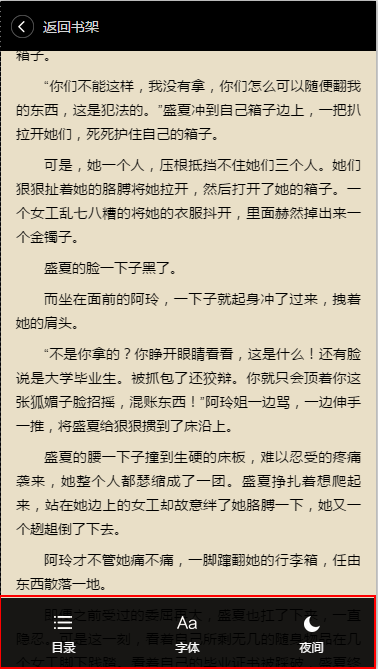 返回书架
箱子。
“你们不能这样，我没有拿，你们怎么可以随便翻我
的东西，这是犯法的。”盛夏冲到自己箱子边上，一把扒
拉开她们，死死护住自己的箱子。
可是，她一个人，压根抵挡不住她们三个人。她们
狠狠扯着她的胳膊将她拉开，然后打开了她的箱子。一
个女工乱七八糟的将她的衣服抖开，里面赫然掉出来一
个金镯子。
盛夏的脸一下子黑了。
而坐在面前的阿玲，一下子就起身冲了过来，拽着
她的肩头。
“不是你拿的？你睁开眼睛看看，这是什么！还有脸
说是大学毕业生。被抓包了还狡辩。你就只会顶着你这
张狐媚子脸招摇，混账东西！”阿玲姐一边骂，一边伸手
一推，将盛夏给狠狠掼到了床沿上。
盛夏的腰一下子撞到生硬的床板，难以忍受的疼痛
袭来，她整个人都瑟缩成了一团。盛夏挣扎着想爬起
来，站在她边上的女工却故意绊了她胳膊一下，她又一
个趔趄倒了下去。
阿玲才不管她痛不痛，一脚蹿翻她的行李箱，任由
东西散落一地。
目录
字体
夜间
Aa